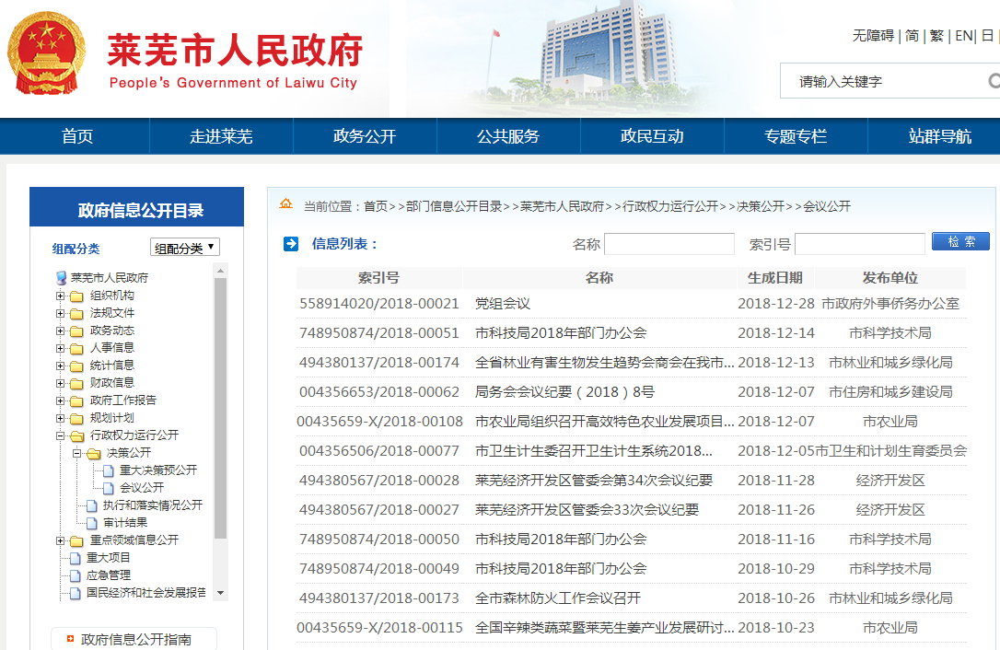 莱芜市人民政府
People's Government of Laiwu City
无障碍 | 简 | 繁 | EN | 日 |
请输入关键字
首页 走进莱芜 政务公开 公共服务 政民互动 专题专栏 站群导航
政府信息公开目录
组配分类 组配分类
莱芜市人民政府
组织机构
法规文件
政务动态
人事信息
统计信息
财政信息
政府工作报告
规划计划
行政权力运行公开
决策公开
重大决策预公开
会议公开
执行和落实情况公开
审计结果
重点领域信息公开
重大项目
应急管理
国民经济和社会发展报告
政府信息公开指南
当前位置：首页>>部门信息公开目录>>莱芜市人民政府>>行政权力运行公开>>决策公开>>会议公开
信息列表： 名称 索引号 检 索
索引号 名称 生成日期 发布单位
558914020/2018-00021 党组会议 2018-12-28 市政府外事侨务办公室
748950874/2018-00051 市科技局2018年部门办公会 2018-12-14 市科学技术局
494380137/2018-00174 全省林业有害生物发生趋势会商会在我市... 2018-12-13 市林业和城乡绿化局
004356653/2018-00062 局务会会议纪要（2018）8号 2018-12-07 市住房和城乡建设局
00435659-X/2018-00108 市农业局组织召开高效特色农业发展项目... 2018-12-07 市农业局
004356506/2018-00077 市卫生计生委召开卫生计生系统2018... 2018-12-05 市卫生和计划生育委员会
494380567/2018-00028 莱芜经济开发区管委会第34次会议纪要 2018-11-28 经济开发区
494380567/2018-00027 莱芜经济开发区管委会33次会议纪要 2018-11-26 经济开发区
748950874/2018-00050 市科技局2018年部门办公会 2018-11-16 市科学技术局
748950874/2018-00049 市科技局2018年部门办公会 2018-10-29 市科学技术局
494380137/2018-00173 全市森林防火工作会议召开 2018-10-26 市林业和城乡绿化局
00435659-X/2018-00115 全国辛辣类蔬菜暨莱芜生姜产业发展研讨... 2018-10-23 市农业局